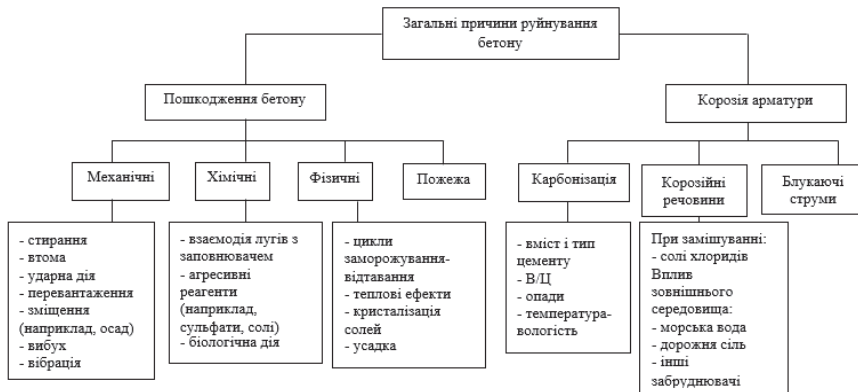 Загальні причини руйнування
бетону
Пошкодження бетону
Корозія арматури
Механічні
Хімічні
Фізичні
Пожежа
Карбонізація
Корозійні
речовини
Блукаючі
струми
- стирання
- втома
- ударна дія
- перевантаження
- зміщення
(наприклад, осад)
- вибух
- вібрація
- взаємодія лугів з
заповнювачем
- агресивні
реагенти
(наприклад,
сульфати, солі)
- біологічна дія
- цикли
заморожування-
відтавання
- теплові ефекти
- кристалізація
солей
- усадка
- вміст і тип
цементу
- В/Ц
- опади
- температура-
вологість
При замішуванні:
- солі хлоридів
Вплив
зовнішнього
середовища:
- морська вода
- дорожня сіль
- інші
забруднювачі